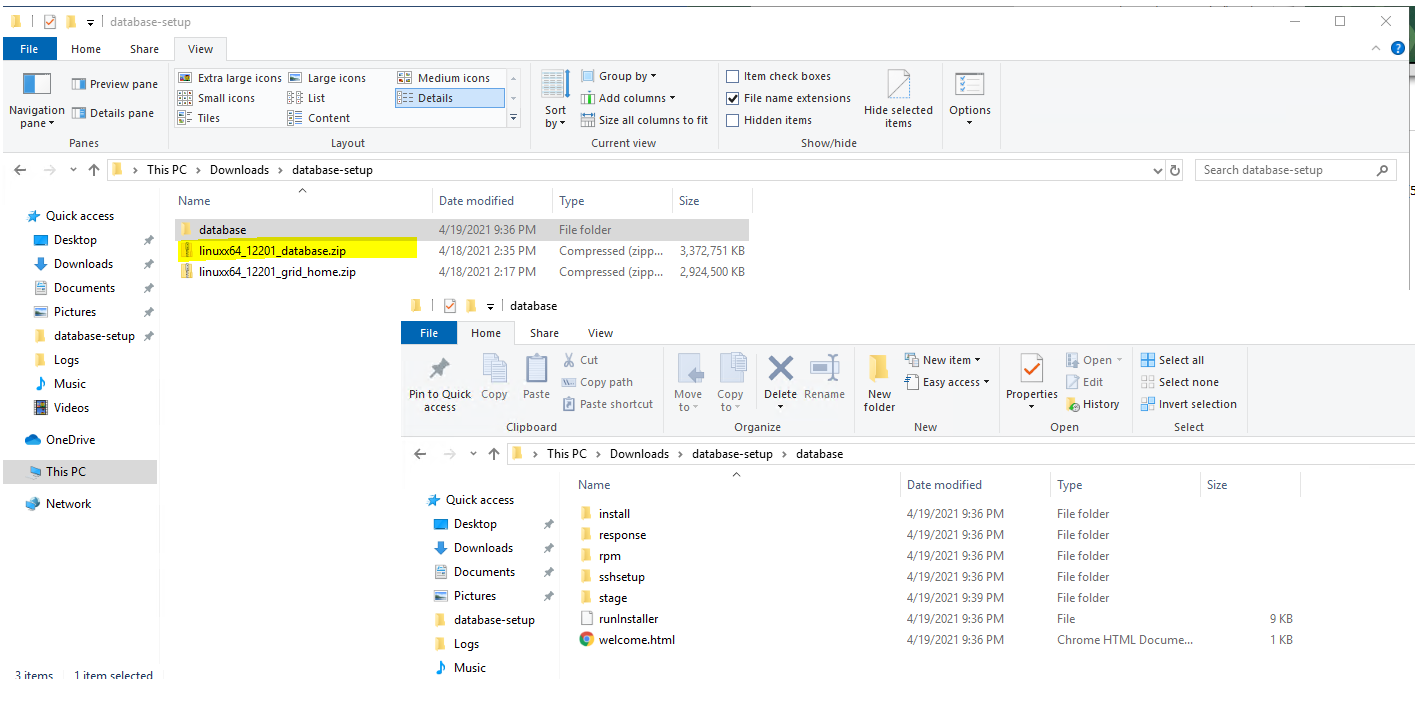 database-setup
File Home Share View
Navigation pane
Preview pane
Details pane
Panes
Extra large icons Large icons Medium icons
Small icons List Details
Tiles Content
Layout
Sort by
Group by
Add columns
Size all columns to fit
Current view
Item check boxes
File name extensions
Hidden items
Hide selected items
Show/hide
Options
This PC Downloads database-setup
Search database-setup
Quick access
Desktop
Downloads
Documents
Pictures
database-setup
Logs
Music
Videos
OneDrive
This PC
Network
Name Date modified Type Size
database 4/19/2021 9:36 PM File folder
linuxx64_12201_database.zip 4/18/2021 2:35 PM Compressed (zipp... 3,372,751 KB
linuxx64_12201_grid_home.zip 4/18/2021 2:17 PM Compressed (zipp... 2,924,500 KB
3 items 1 item selected
5
database
File Home Share View
Pin to Quick access
Copy
Paste
Cut
Copy path
Paste shortcut
Clipboard
Move to
Copy to
Delete
Rename
Organize
New folder
New item
Easy access
New
Properties
Open
Edit
History
Open
Select all
Select none
Invert selection
Select
This PC Downloads database-setup database
Quick access
Desktop
Downloads
Documents
Pictures
database-setup
Logs
Music
Name Date modified Type Size
install 4/19/2021 9:36 PM File folder
response 4/19/2021 9:36 PM File folder
rpm 4/19/2021 9:36 PM File folder
sshsetup 4/19/2021 9:36 PM File folder
stage 4/19/2021 9:39 PM File folder
runInstaller 4/19/2021 9:36 PM File 9 KB
welcome.html 4/19/2021 9:36 PM Chrome HTML Docume... 1 KB